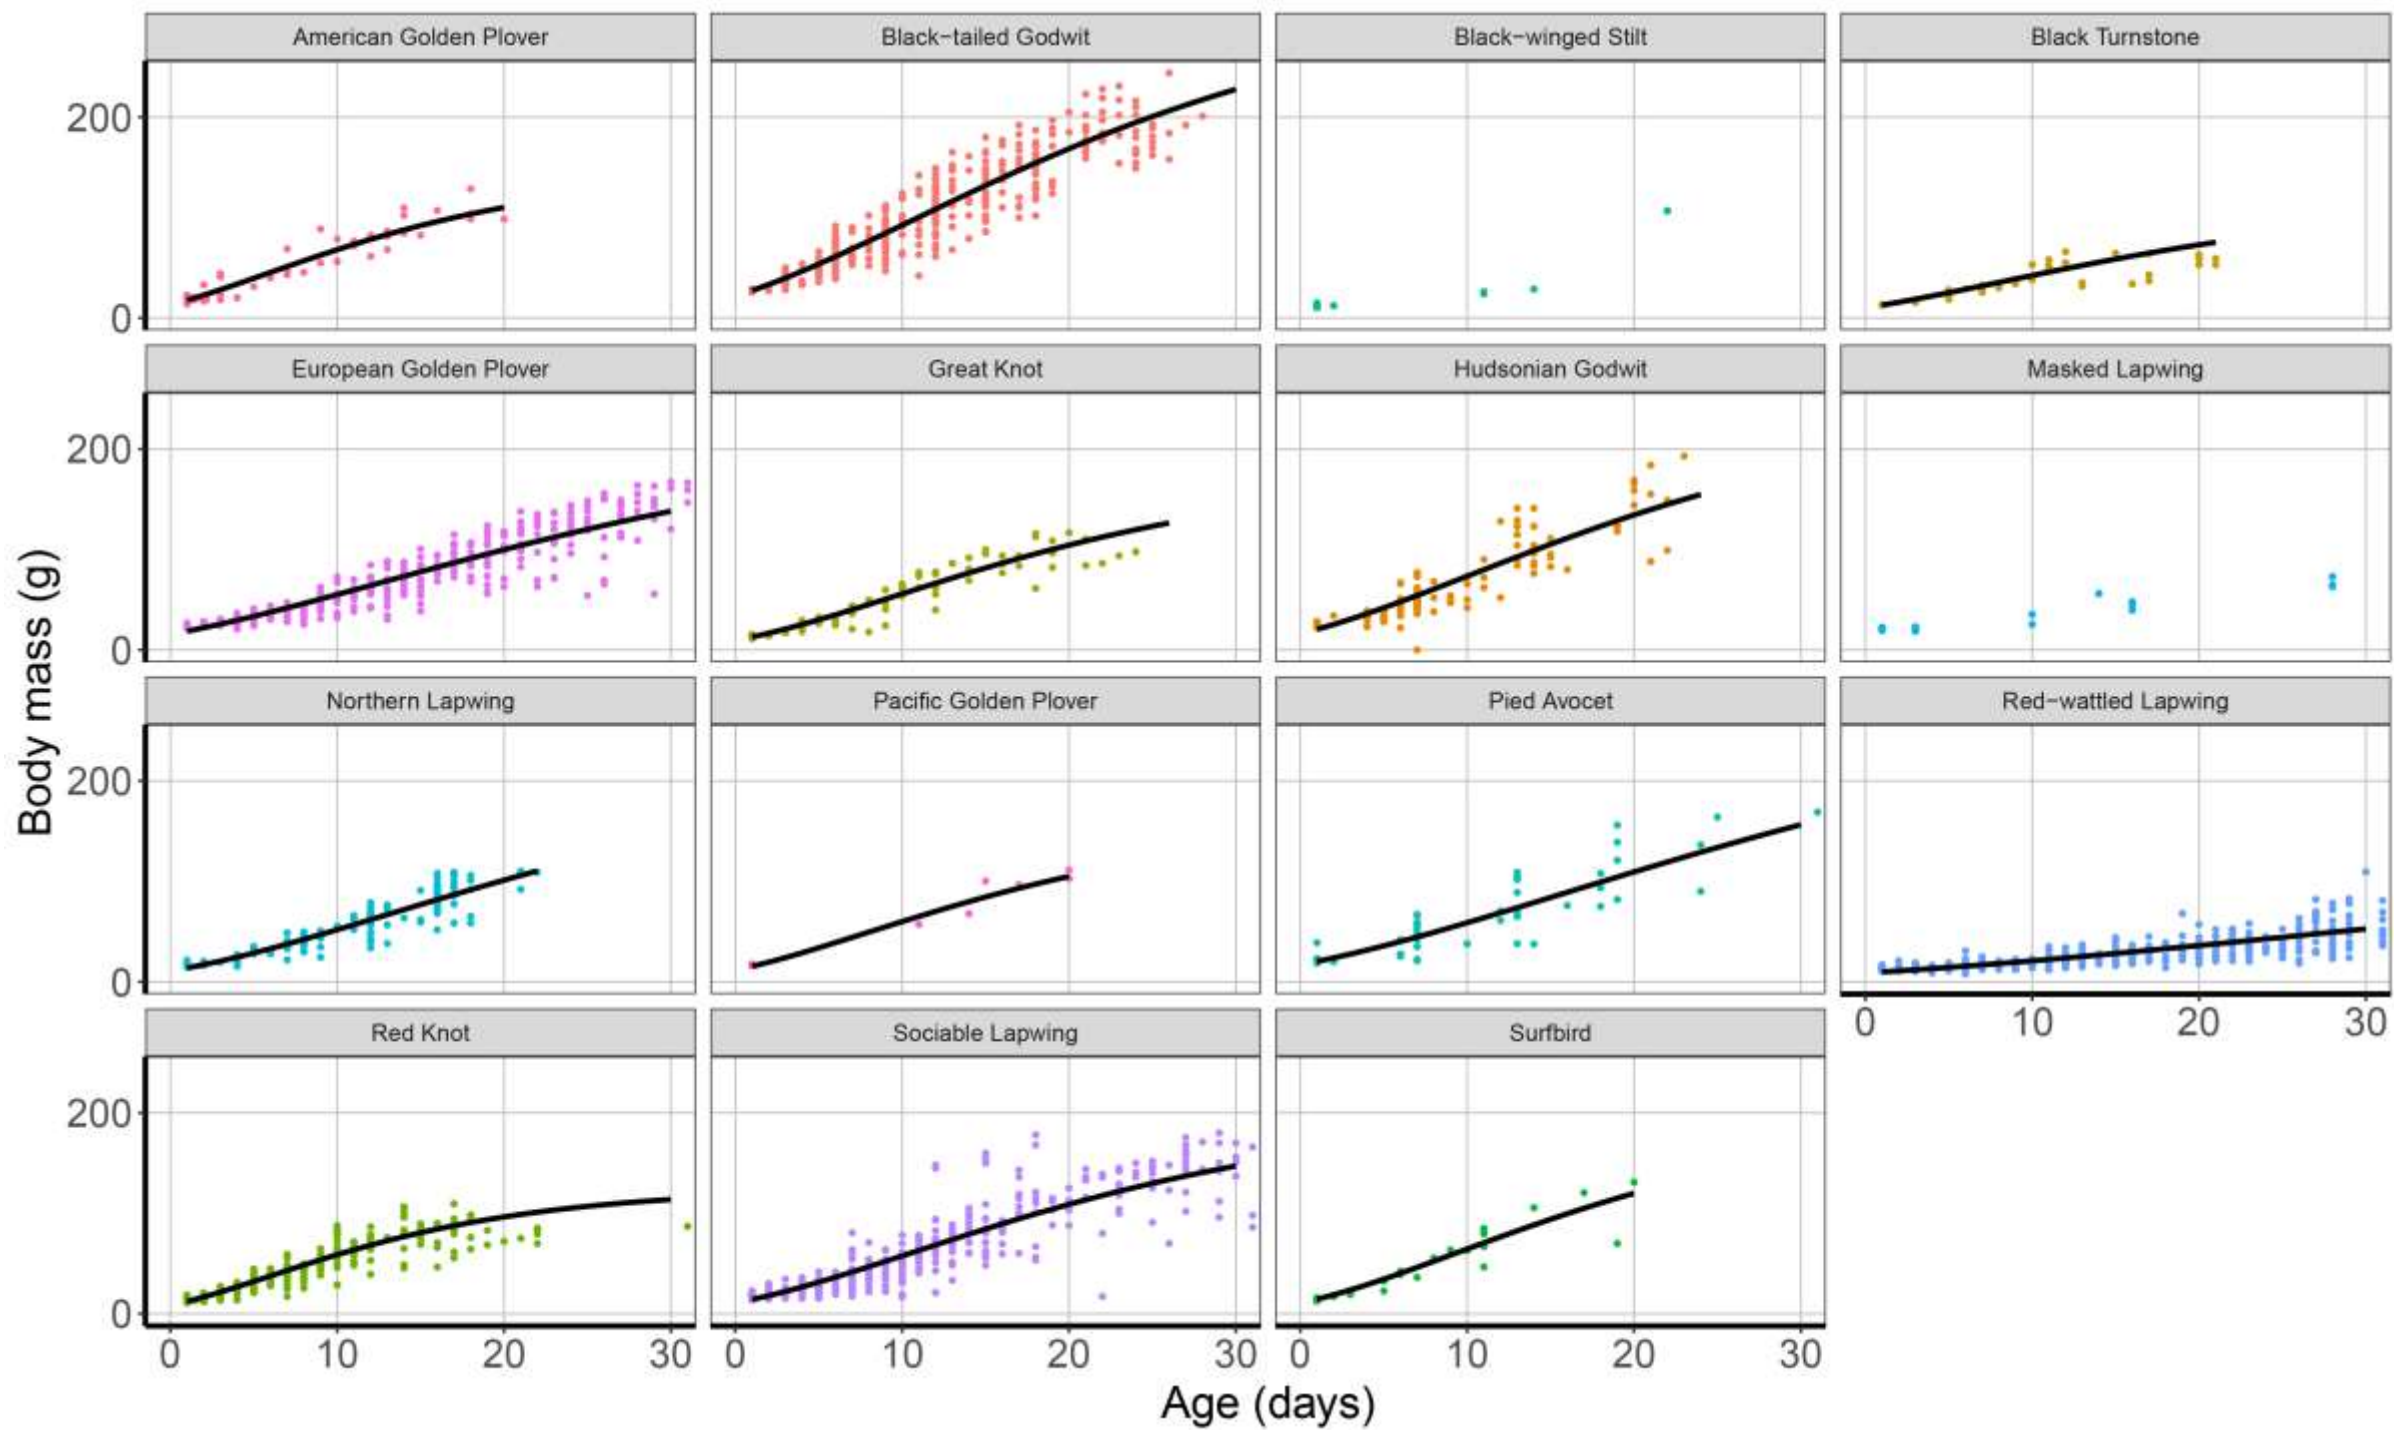 American Golden Plover
Black−tailed Godwit
Black−winged Stilt
Black Turnstone
200
0
European Golden Plover
Great Knot
Hudsonian Godwit
Masked Lapwing
200
0
Northern Lapwing
Pacific Golden Plover
Pied Avocet
Red−wattled Lapwing
200
0
0 10 20 30
Red Knot
Sociable Lapwing
Surfbird
200
0
0 10 20 30
0 10 20 30
0 10 20 30
Age (days)
Body mass (g)